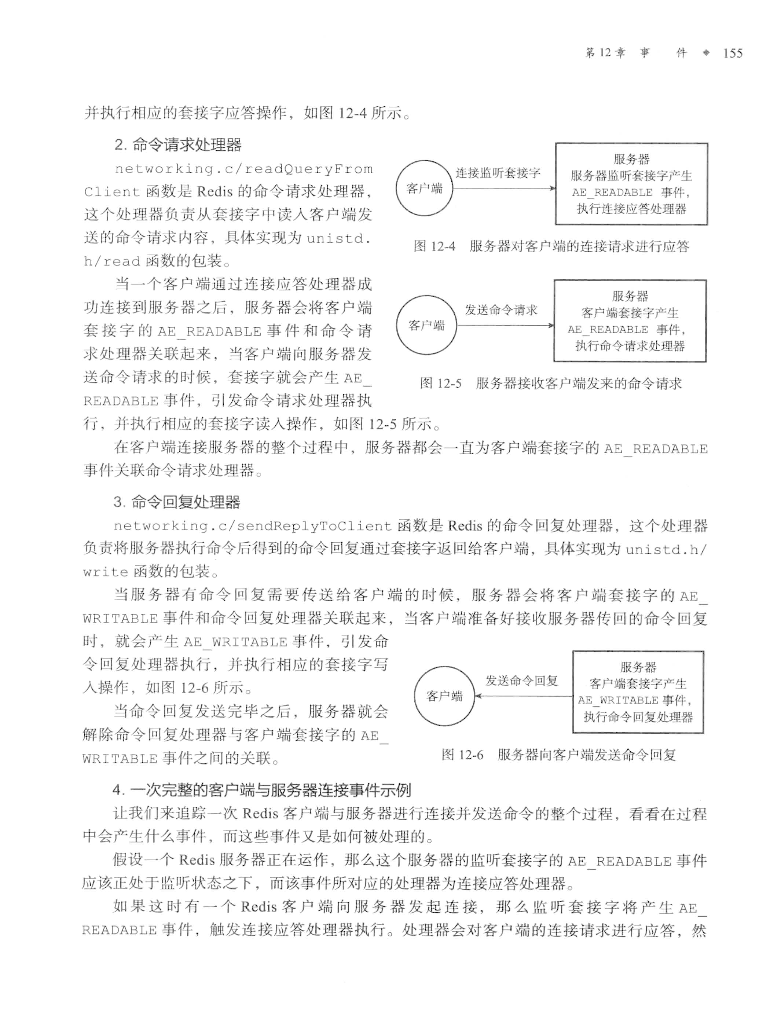 第12章 事 件 ◆ 155
并执行相应的套接字应答操作，如图 12-4 所示。
2. 命令请求处理器
networking.c/readQueryFrom
Client 函数是 Redis 的命令请求处理器，
这个处理器负责从套接字中读入客户端发
送的命令请求内容，具体实现为 unistd.
h/read 函数的包装。
客户端
连接监听套接字
服务器
服务器监听套接字产生
AE_READABLE 事件，
执行连接应答处理器
图 12-4 服务器对客户端的连接请求进行应答
当一个客户端通过连接应答处理器成
功连接到服务器之后，服务器会将客户端
套接字的 AE_READABLE 事件和命令请
求处理器关联起来，当客户端向服务器发
送命令请求的时候，套接字就会产生 AE_
READABLE 事件，引发命令请求处理器执
行，并执行相应的套接字读入操作，如图 12-5 所示。
客户端
发送命令请求
服务器
客户端套接字产生
AE_READABLE 事件，
执行命令请求处理器
图 12-5 服务器接收客户端发来的命令请求
在客户端连接服务器的整个过程中，服务器都会一直为客户端套接字的 AE_READABLE
事件关联命令请求处理器。
3. 命令回复处理器
networking.c/sendReplyToClient 函数是 Redis 的命令回复处理器，这个处理器
负责将服务器执行命令后得到的命令回复通过套接字返回给客户端，具体实现为 unistd.h/
write 函数的包装。
当服务器有命令回复需要传送给客户端的时候，服务器会将客户端套接字的 AE_
WRITABLE 事件和命令回复处理器关联起来，当客户端准备好接收服务器传回的命令回复
时，就会产生 AE_WRITABLE 事件，引发命
令回复处理器执行，并执行相应的套接字写
入操作，如图 12-6 所示。
当命令回复发送完毕之后，服务器就会
解除命令回复处理器与客户端套接字的 AE_
WRITABLE 事件之间的关联。
客户端
发送命令回复
服务器
客户端套接字产生
AE_WRITABLE 事件，
执行命令回复处理器
图 12-6 服务器向客户端发送命令回复
4. 一次完整的客户端与服务器连接事件示例
让我们来追踪一次 Redis 客户端与服务器进行连接并发送命令的整个过程，看看在过程
中会产生什么事件，而这些事件又是如何被处理的。
假设一个 Redis 服务器正在运作，那么这个服务器的监听套接字的 AE_READABLE 事件
应该正处于监听状态之下，而该事件所对应的处理器为连接应答处理器。
如果这时有一个 Redis 客户端向服务器发起连接，那么监听套接字将产生 AE_
READABLE 事件，触发连接应答处理器执行。处理器会对客户端的连接请求进行应答，然